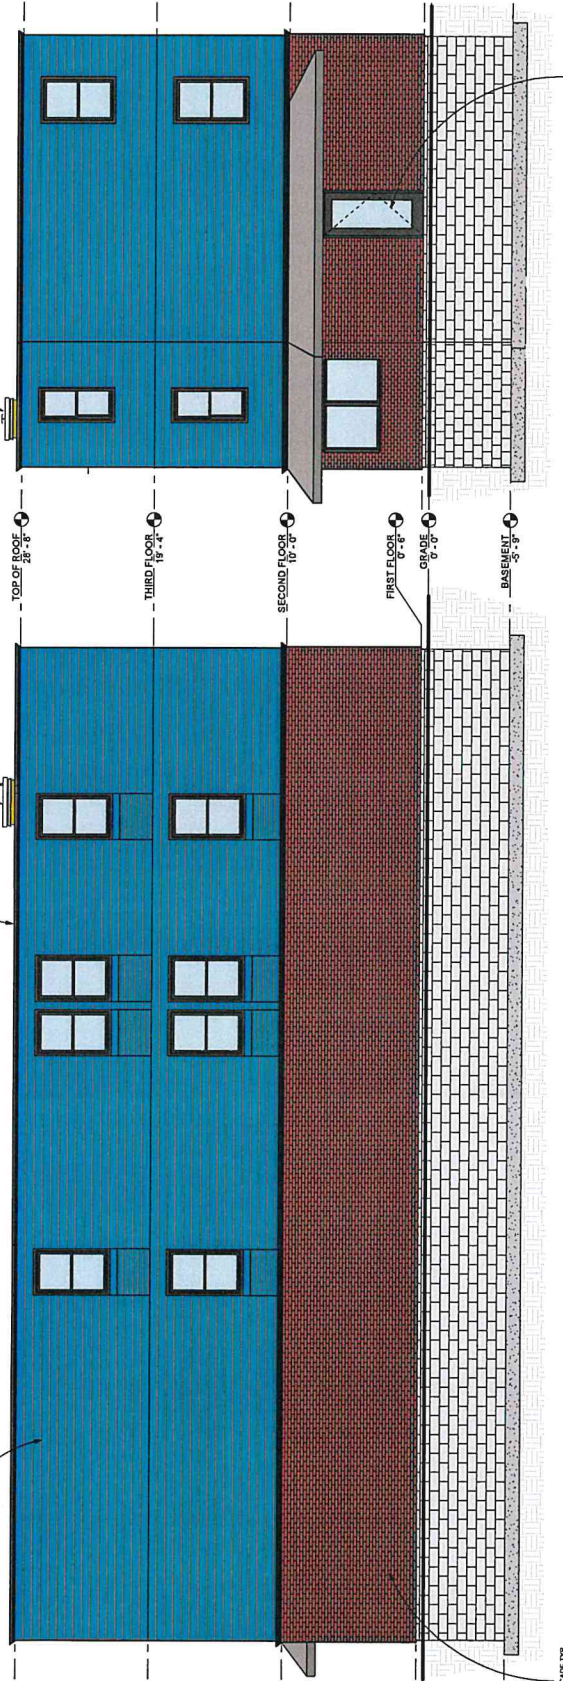 TOP OF ROOF
28' - 8"
THIRD FLOOR
19' - 4"
SECOND FLOOR
10' - 0"
FIRST FLOOR
0' - 6"
GRADE
0' - 0"
BASEMENT
-5' - 9"